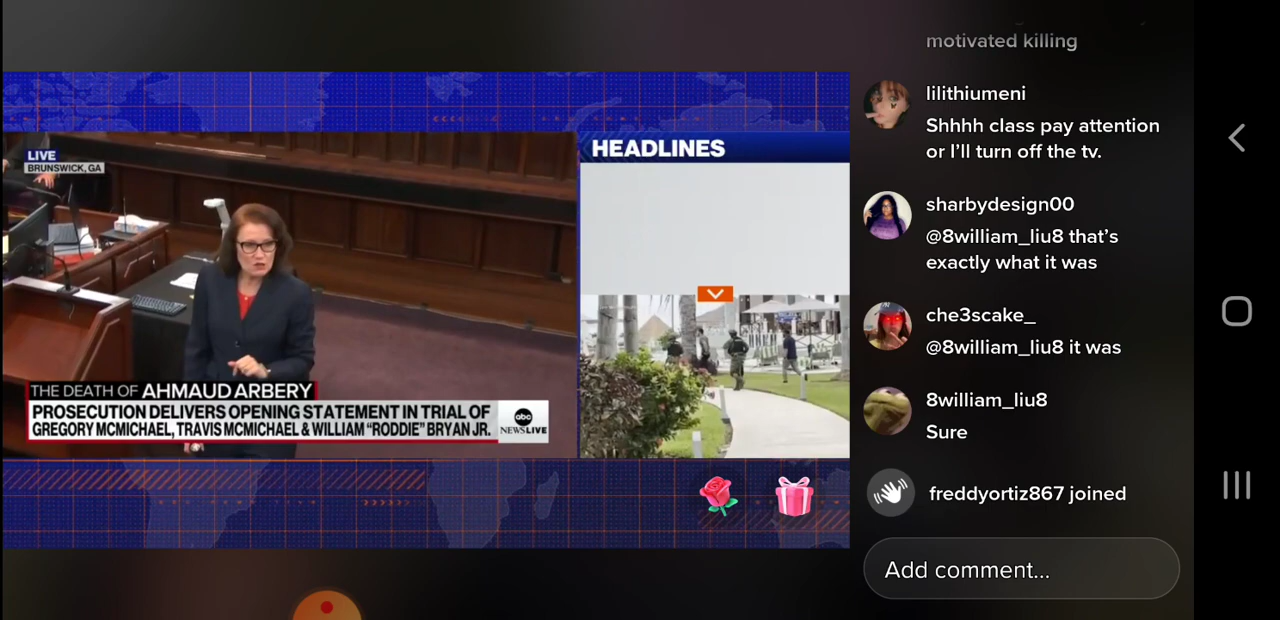 LIVE
BRUNSWICK, GA
THE DEATH OF AHMAUD ARBERY
PROSECUTION DELIVERS OPENING STATEMENT IN TRIAL OF
GREGORY MCMICHAEL, TRAVIS MCMICHAEL & WILLIAM "RODDIE" BRYAN JR.
abc
NEWS LIVE
HEADLINES
motivated killing
lilithiumeni
Shhhh class pay attention
or I'll turn off the tv.
sharbydesign00
@8william_liu8 that's
exactly what it was
che3scake_
@8william_liu8 it was
8william_liu8
Sure
freddyortiz867 joined
Add comment...